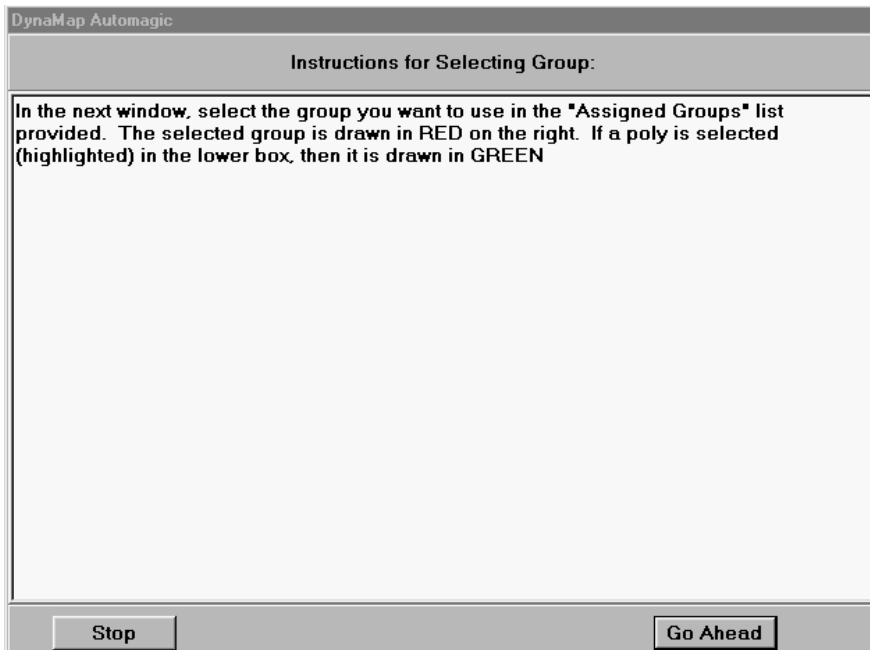 DynaMap Automagic
Instructions for Selecting Group:
In the next window, select the group you want to use in the "Assigned Groups" list
provided.  The selected group is drawn in RED on the right.  If a poly is selected
(highlighted) in the lower box, then it is drawn in GREEN
Stop
Go Ahead